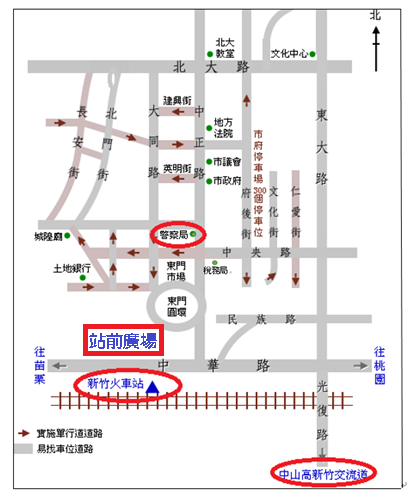 北
北大
教堂
文化中心
北大路
長安街
北門街
大同路
建興街
中正路
地方
法院
英明街
市議會
市政府
市府停車場
300個停車位
府後街
文化街
仁愛街
東大路
城隍廟
警察局
中央路
稅務局
土地銀行
東門
市場
東門
圓環
民族路
站前廣場
往苗栗
中華路
往桃園
新竹火車站
光復路
實施單行道道路
易找車位道路
中山高新竹交流道